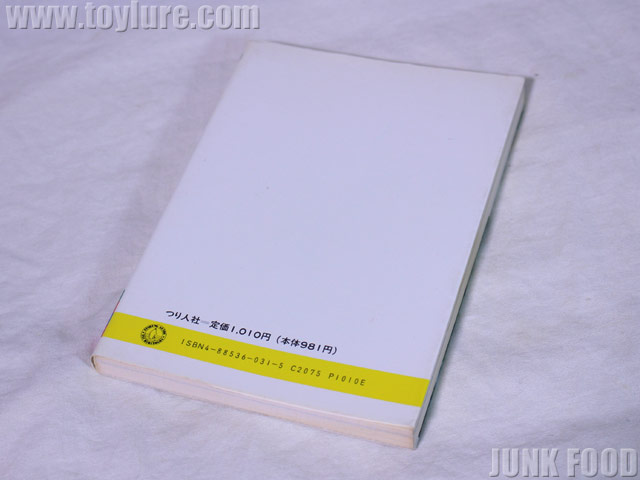 www.toylure.com
つり人社 定価1,010円 (本体981円)
ISBN4-88536-031-5 C2075 P1010E
JUNK FOOD